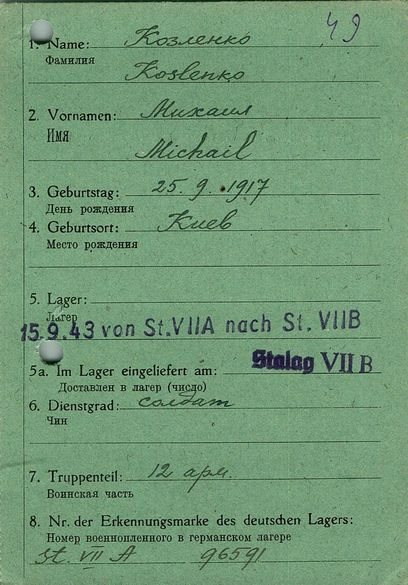 49
1. Name: Козленко
Фамилия
Koslenko
2. Vornamen: Михаил
Имя
Michail
3. Geburtstag: 25. 9. 1917
День рождения
4. Geburtsort: Киев
Место рождения
5. Lager:
Лагер
15.9.43 von St.VIIA nach St. VIIB
Stalag VII B
5a. Im Lager eingeliefert am:
Доставлен в лагер (число)
6. Dienstgrad: солдат
Чин
7. Truppenteil: 12 арм.
Воинская часть
8. Nr. der Erkennungsmarke des deutschen Lagers:
Номер военнопленного в германском лагере
St. VII A 96591